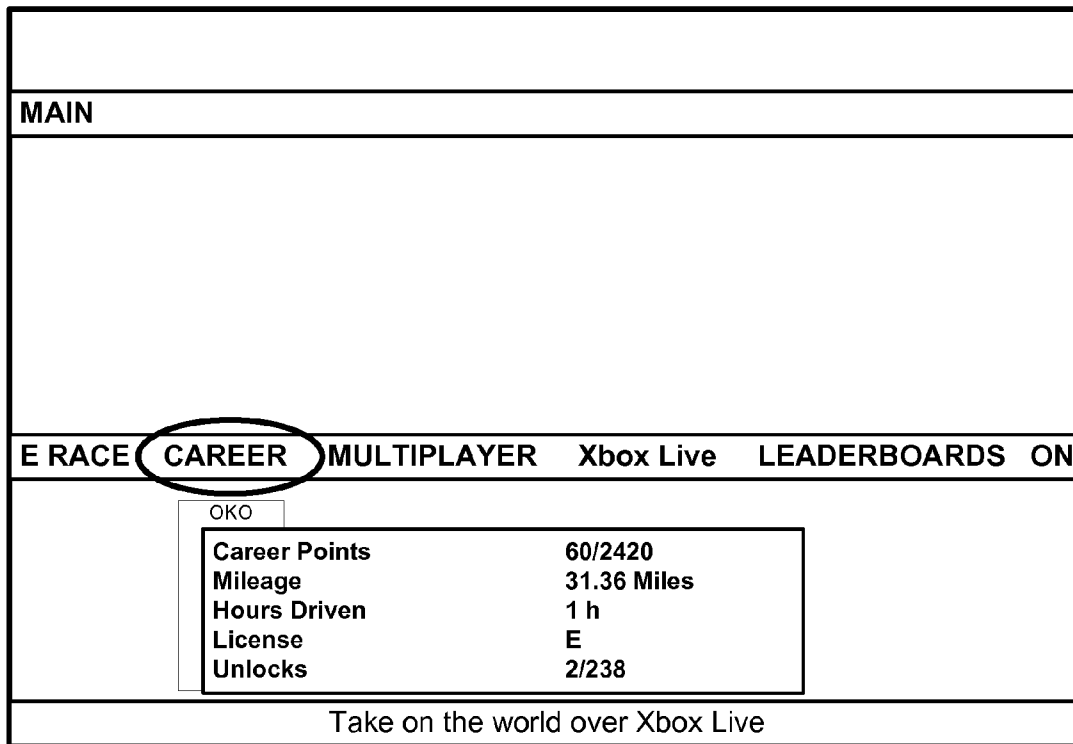 MAIN
E RACE CAREER MULTIPLAYER Xbox Live LEADERBOARDS ON
OKO
Career Points 60/2420
Mileage 31.36 Miles
Hours Driven 1 h
License E
Unlocks 2/238
Take on the world over Xbox Live